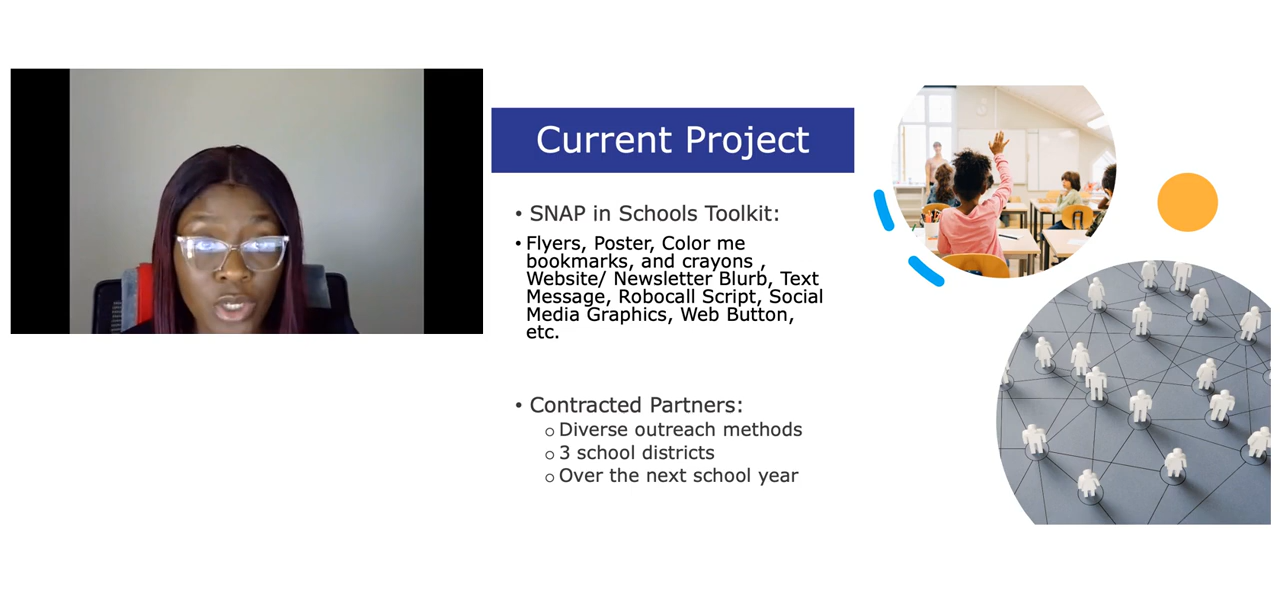 Current Project
• SNAP in Schools Toolkit:
• Flyers, Poster, Color me
bookmarks, and crayons ,
Website/ Newsletter Blurb, Text
Message, Robocall Script, Social
Media Graphics, Web Button,
etc.
• Contracted Partners:
o Diverse outreach methods
o 3 school districts
o Over the next school year